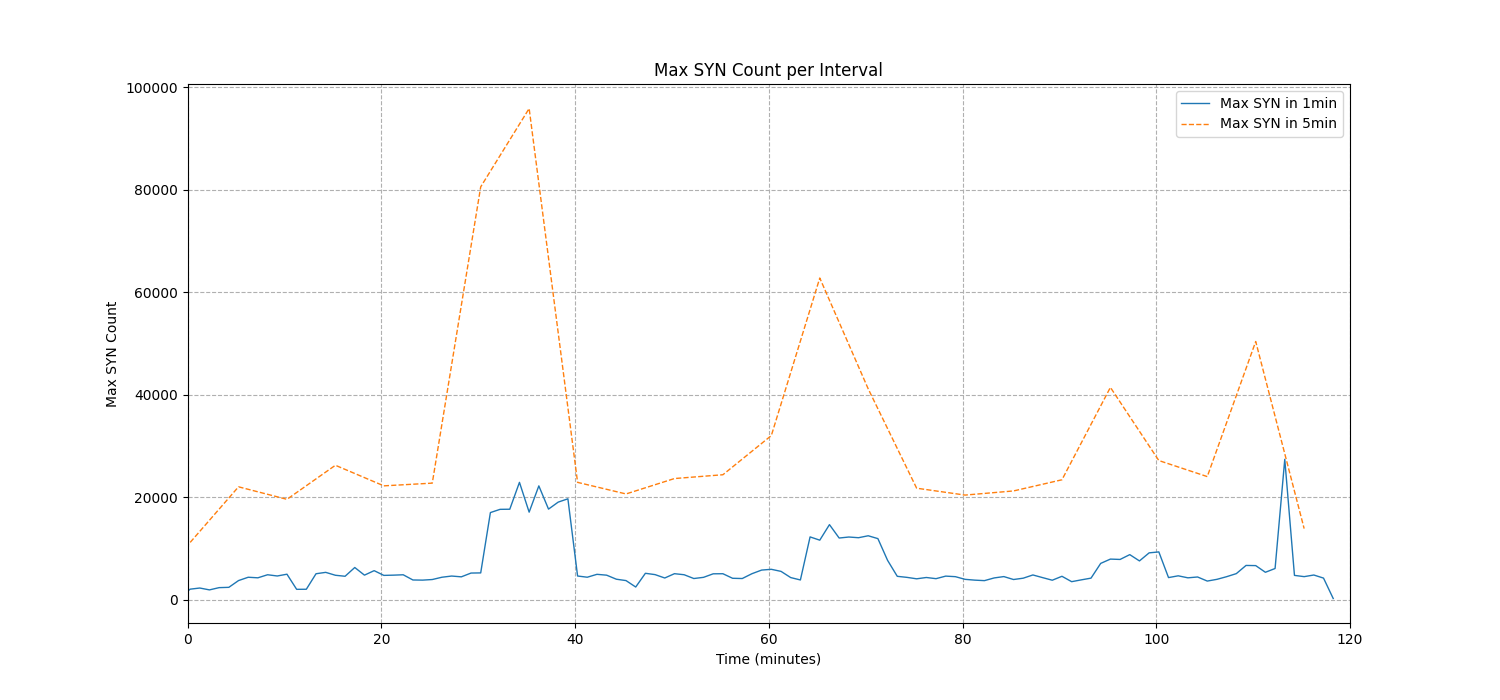 Max SYN Count per Interval
Max SYN in 1min
Max SYN in 5min
Max SYN Count
100000
80000
60000
40000
20000
0
0 20 40 60 80 100 120
Time (minutes)